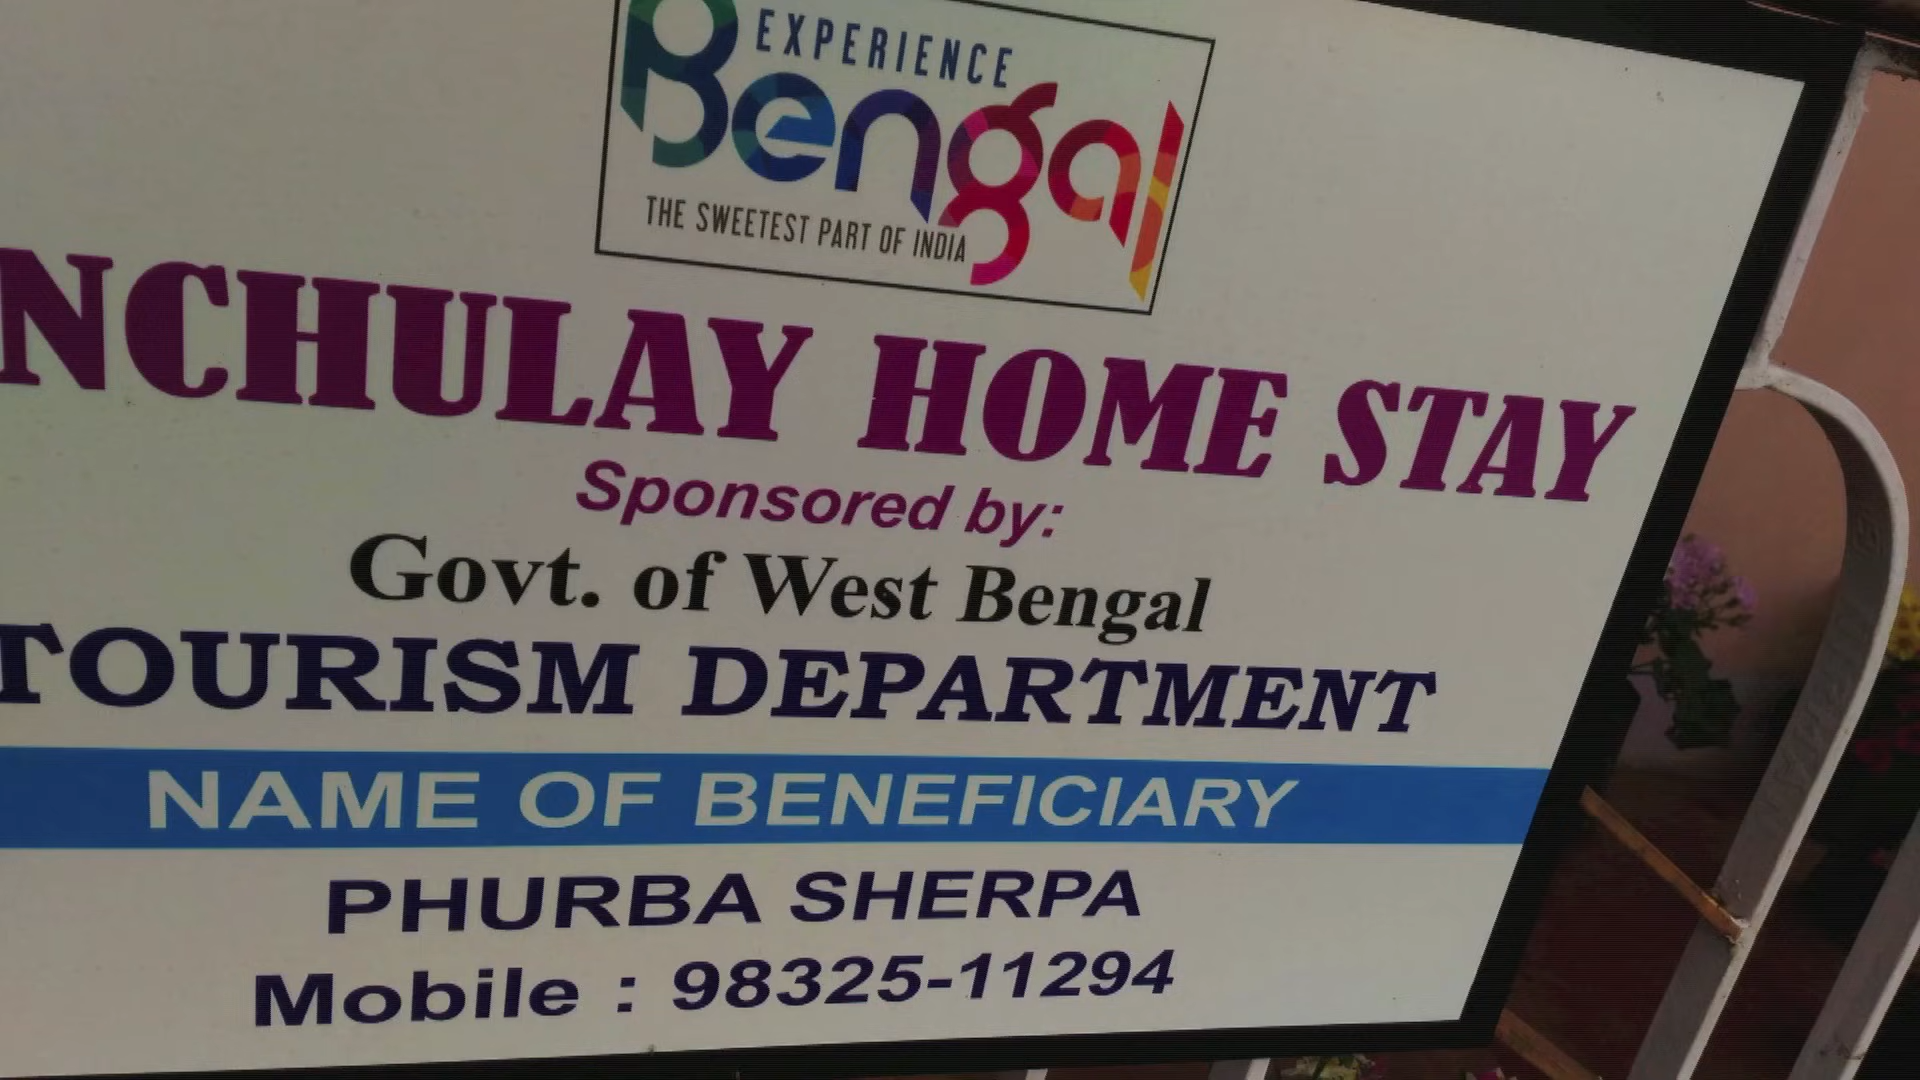 EXPERIENCE
Bengal
THE SWEETEST PART OF INDIA
NCHULAY HOME STAY
Sponsored by:
Govt. of West Bengal
TOURISM DEPARTMENT
NAME OF BENEFICIARY
PHURBA SHERPA
Mobile : 98325-11294